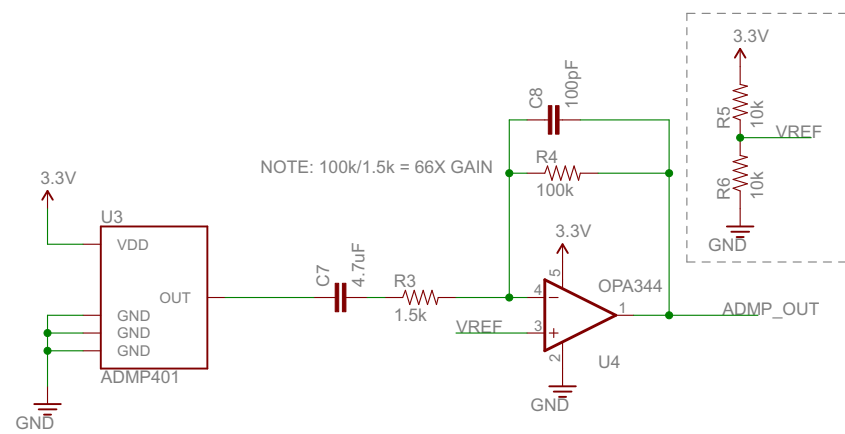 3.3V
R5
10k
VREF
R6
10k
GND
C8
100pF
NOTE: 100k/1.5k = 66X GAIN
R4
100k
3.3V
U3
VDD
OUT
GND
GND
GND
ADMP401
GND
C7
4.7uF
R3
1.5k
3.3V
5
OPA344
4
1
ADMP_OUT
VREF
3
2
U4
GND